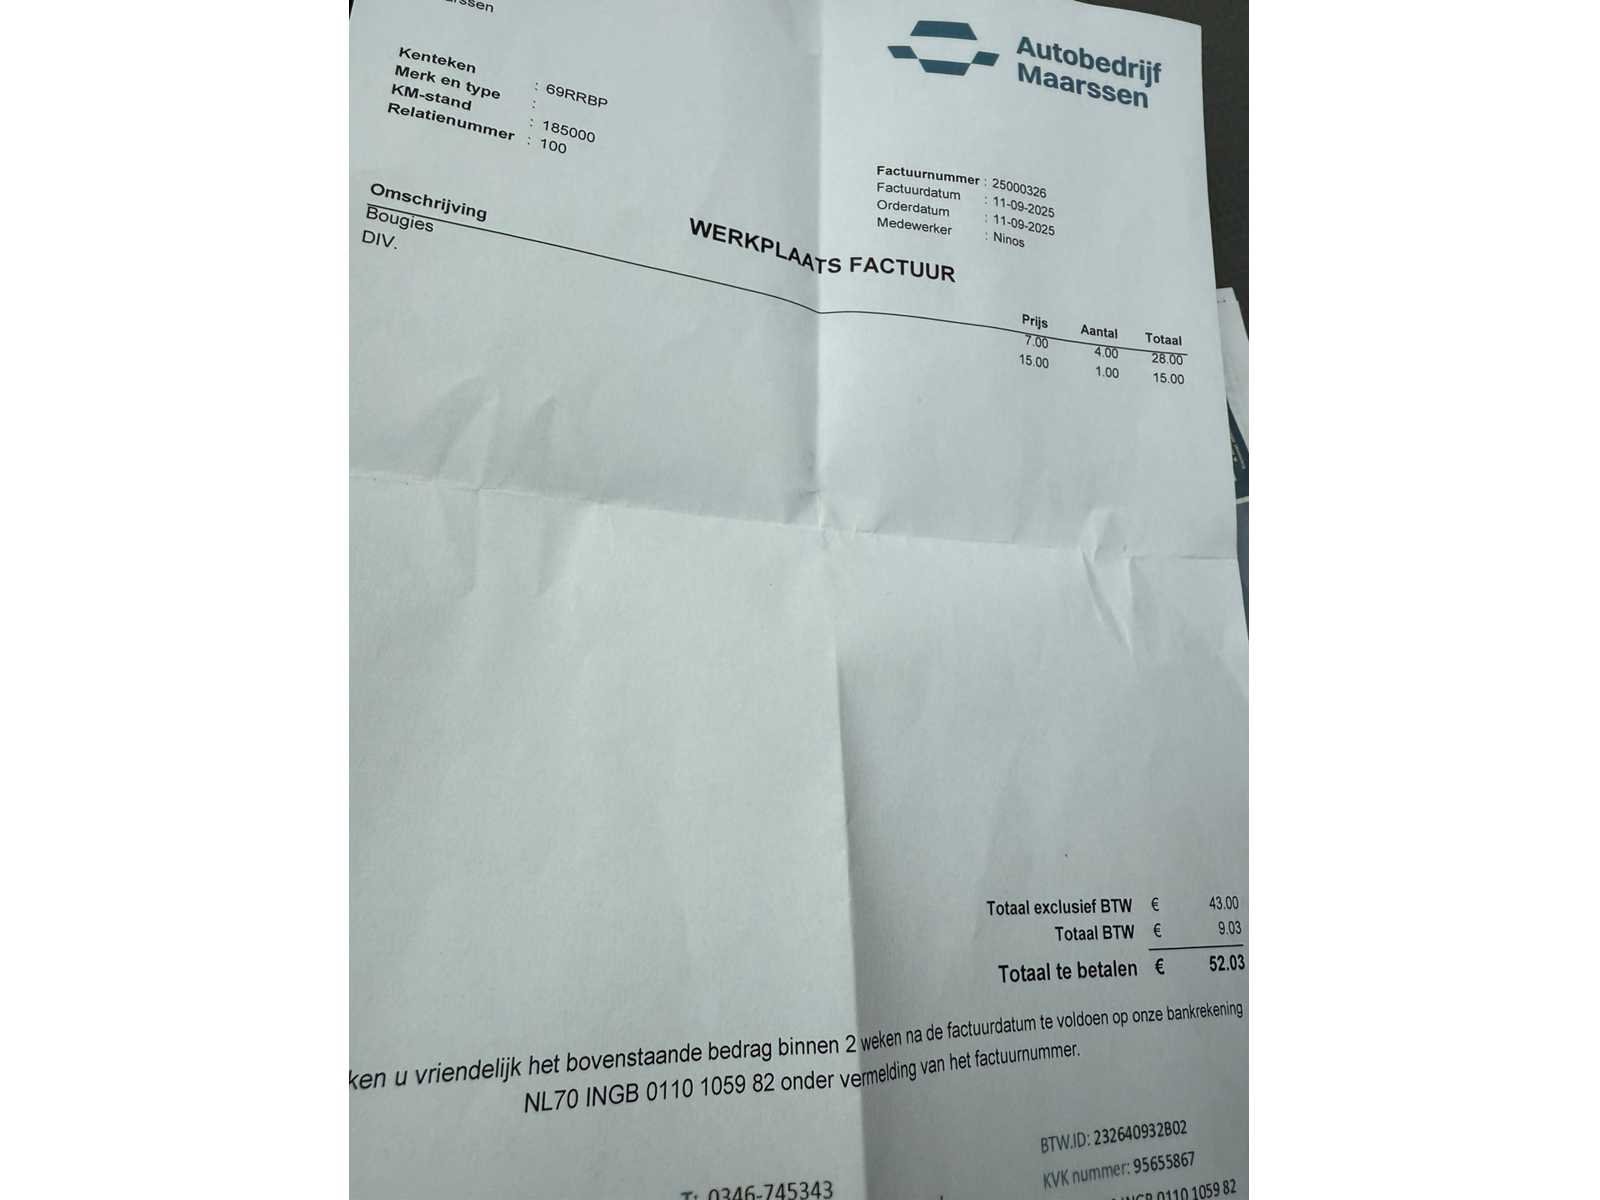 Autobedrijf
Maarssen
Kenteken : 69RRBP
Merk en type :
KM-stand : 185000
Relatienummer : 100
Factuurnummer : 25000326
Factuurdatum : 11-09-2025
Orderdatum : 11-09-2025
Medewerker : Ninos
WERKPLAATS FACTUUR
Omschrijving Prijs Aantal Totaal
Bougies 7.00 4.00 28.00
DIV. 15.00 1.00 15.00
Totaal exclusief BTW € 43.00
Totaal BTW € 9.03
Totaal te betalen € 52.03
u vriendelijk het bovenstaande bedrag binnen 2 weken na de factuurdatum te voldoen op onze bankrekening
NL70 INGB 0110 1059 82 onder vermelding van het factuurnummer.
BTW.ID: 232640932B02
KVK nummer: 95655867
T: 0346-745343
INGB 0110 1059 82